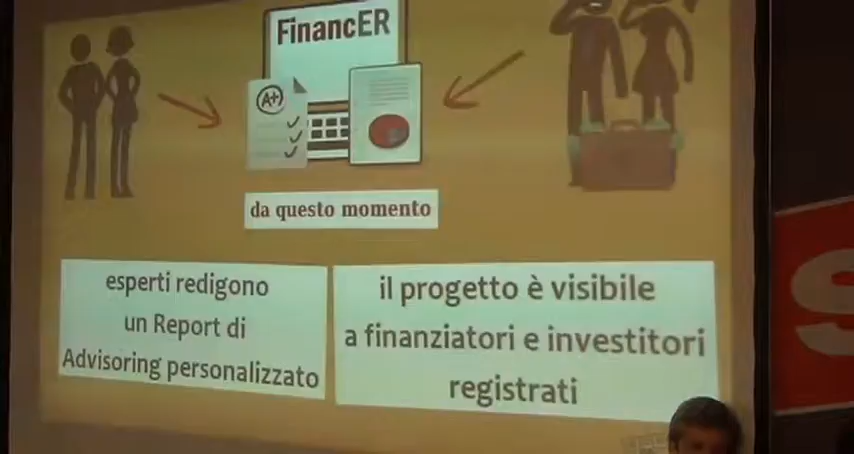 FinancER
A+
da questo momento
esperti redigono
un Report di
Advisoring personalizzato
il progetto è visibile
a finanziatori e investitori
registrati
S